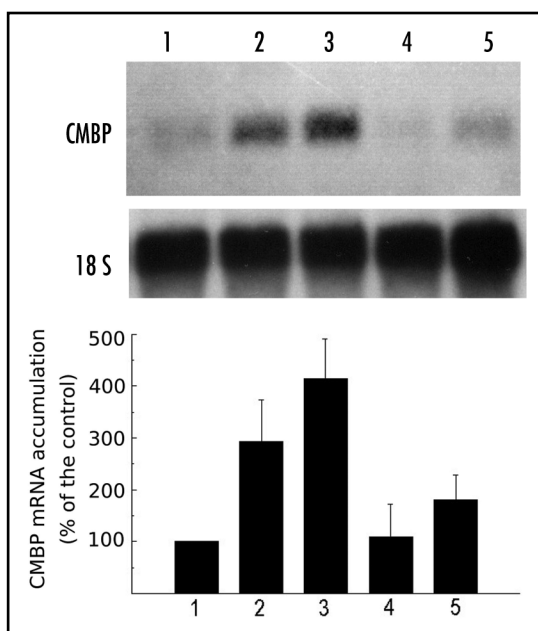 1 2 3 4 5
CMBP
18 S
CMBP mRNA accumulation
(% of the control)
500
400
300
200
100
1 2 3 4 5